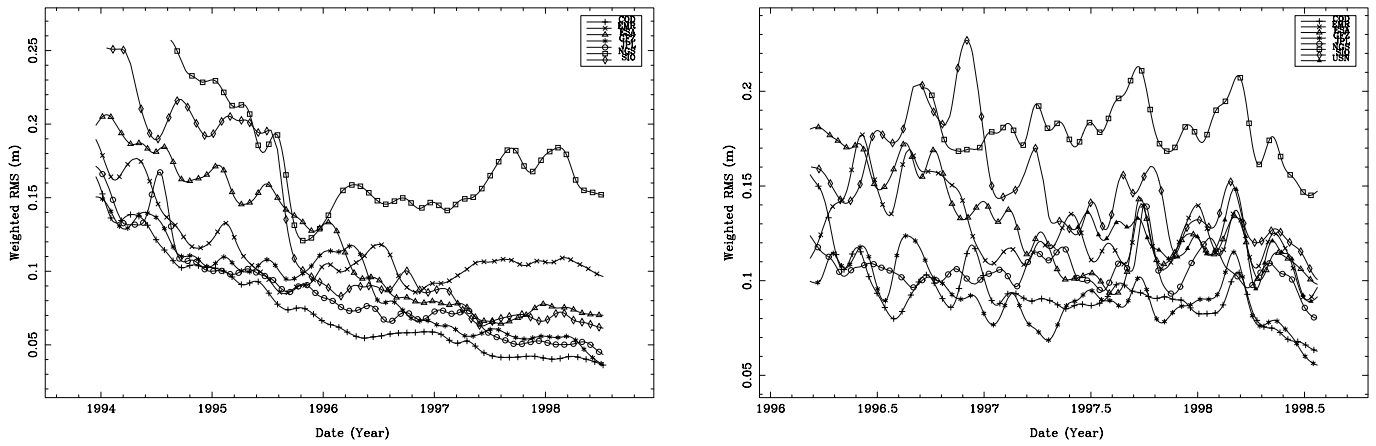 COD
EMR
ESA
GFZ
JPL
NGS
SIO
0.25
0.2
0.15
0.1
0.05
Weighted RMS (m)
1994 1995 1996 1997 1998
Date (Year)
COD
EMR
ESA
GFZ
JPL
NGS
SIO
USN
0.2
0.15
0.1
0.05
Weighted RMS (m)
1996 1996.5 1997 1997.5 1998 1998.5
Date (Year)